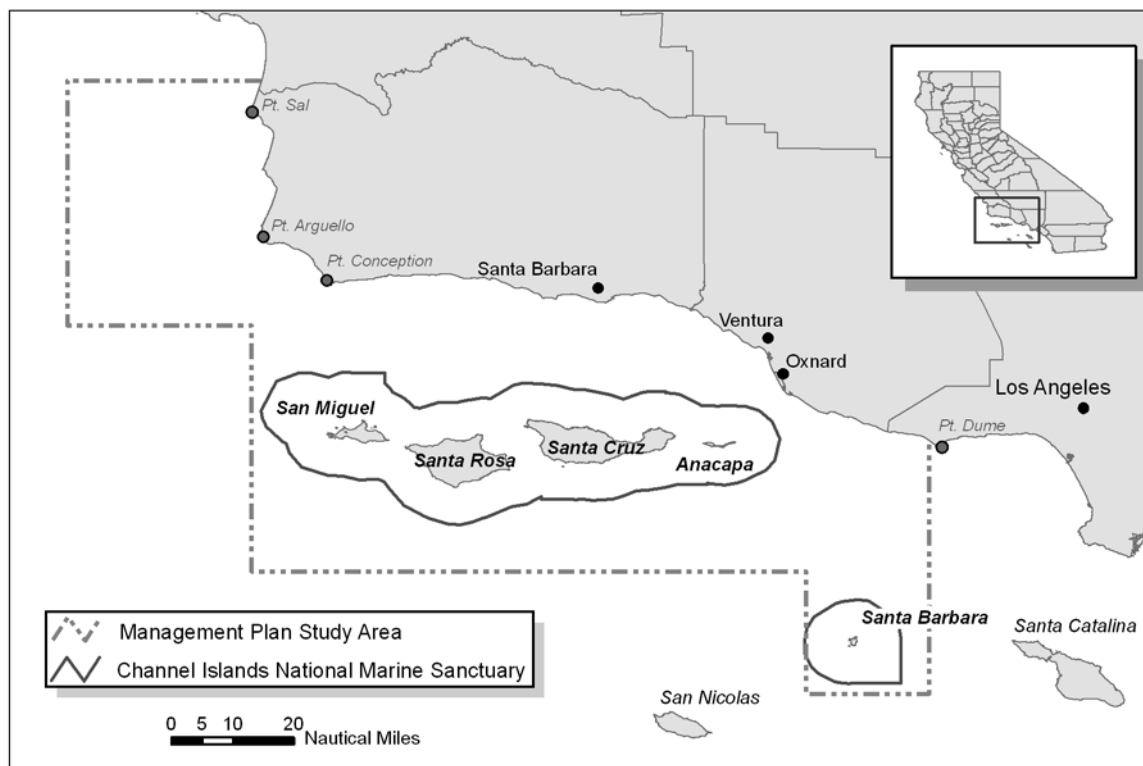 Pt. Sal
Pt. Arguello
Pt. Conception
Santa Barbara
Ventura
Oxnard
Los Angeles
Pt. Dume
San Miguel
Santa Rosa
Santa Cruz
Anacapa
Santa Barbara
Santa Catalina
San Nicolas
Management Plan Study Area
Channel Islands National Marine Sanctuary
0 5 10 20
Nautical Miles